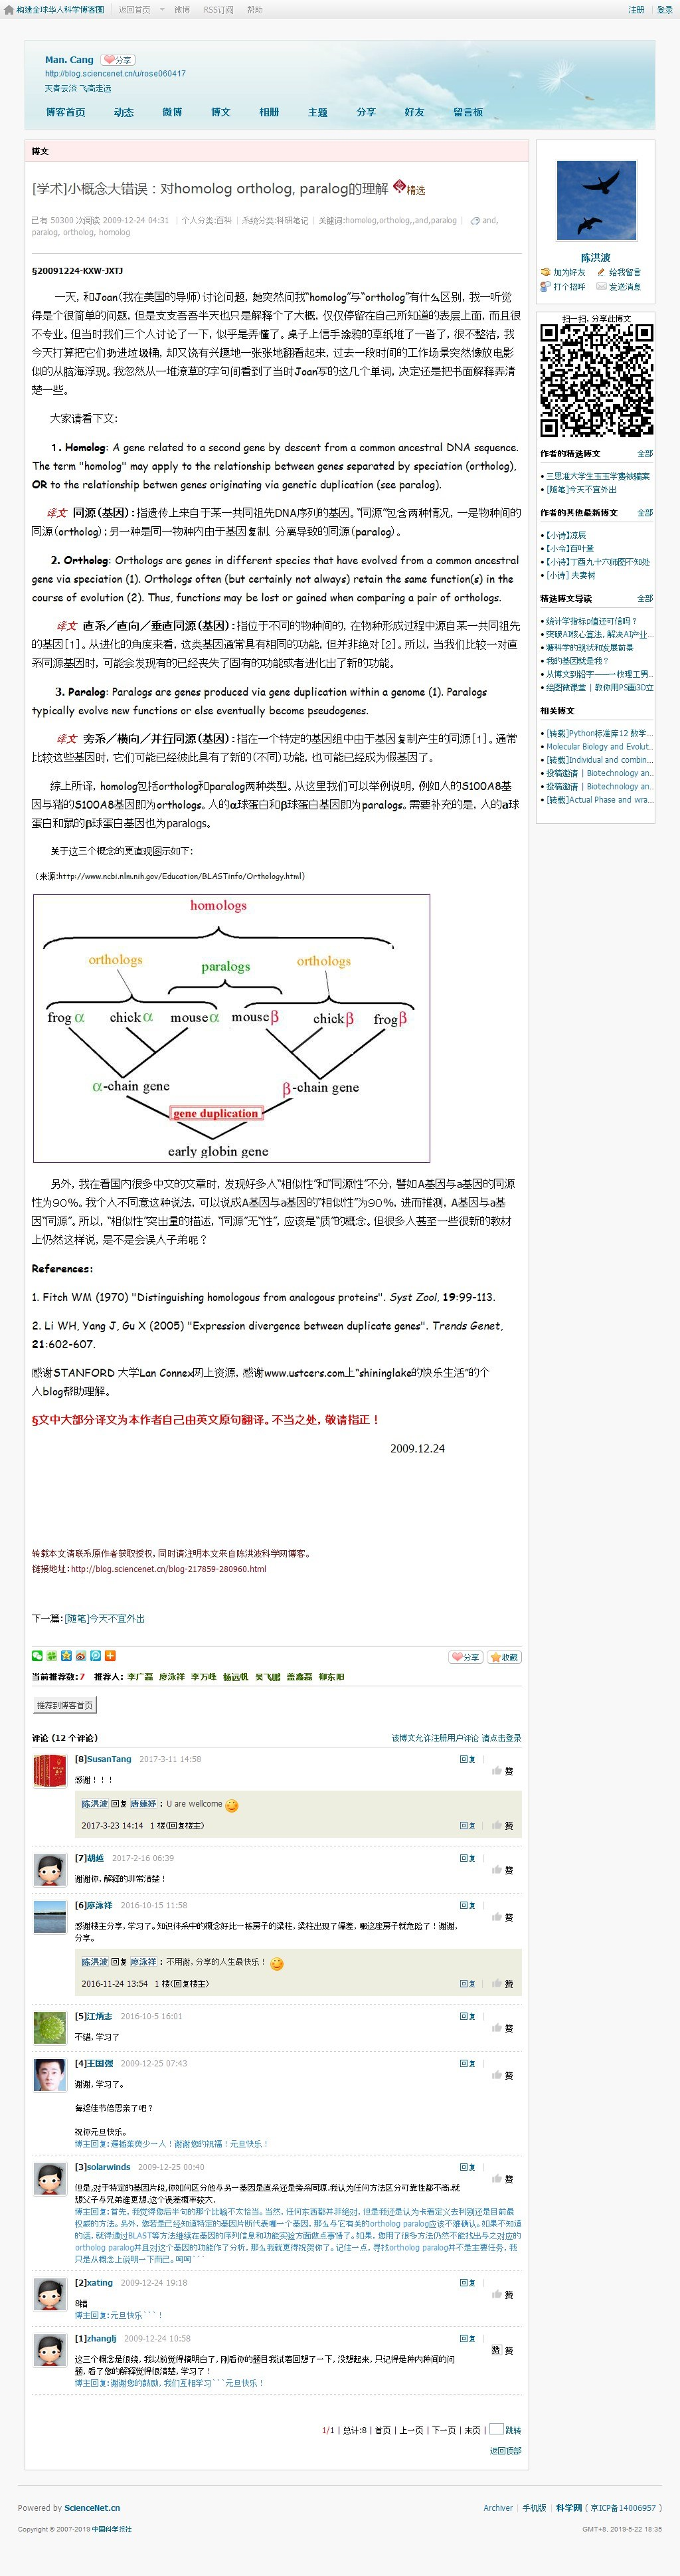 构建全球华人科学博客圈 返回首页 微博 RSS订阅 帮助 注册 | 登录
Man. Cang 分享
http://blog.sciencenet.cn/u/rose060417
天春云淡 飞高走远
博客首页 动态 微博 博文 相册 主题 分享 好友 留言板
博文
[学术]小概念大错误：对homolog ortholog, paralog的理解 精选
已有 50300 次阅读 2009-12-24 04:31 | 个人分类:百科 | 系统分类:科研笔记 | 关键词:homolog,ortholog,,and,paralog | and,
paralog, ortholog, homolog
§20091224-KXW-JXTJ
一天，和Joan(我在美国的导师)讨论问题，她突然问我“homolog”与“ortholog”有什么区别，我一听觉
得是个很简单的问题，但是支支吾吾半天也只是解释个了大概，仅仅停留在自己所知道的表层上面，而且很
不专业。但当时我们三个人讨论了一下，似乎是弄懂了。桌子上信手涂鸦的草纸堆了一沓了，很不整洁，我
今天打算把它们扔进垃圾桶，却又饶有兴趣地一张张地翻看起来，过去一段时间的工作场景突然像放电影
似的从脑海浮现。我忽然从一堆潦草的字句间看到了当时Joan写的这几个单词，决定还是把书面解释弄清
楚一些。
大家请看下文：
1. Homolog: A gene related to a second gene by descent from a common ancestral DNA sequence.
The term "homolog" may apply to the relationship between genes separated by speciation (ortholog),
OR to the relationship between genes originating via genetic duplication (see paralog).
译文 同源(基因)：指遗传上来自于某一共同祖先DNA序列的基因。“同源”包含两种情况，一是物种间的
同源(ortholog)；另一种是同一物种内由于基因复制，分离导致的同源(paralog)。
2. Ortholog: Orthologs are genes in different species that have evolved from a common ancestral
gene via speciation (1). Orthologs often (but certainly not always) retain the same function(s) in the
course of evolution (2). Thus, functions may be lost or gained when comparing a pair of orthologs.
译文 直系／直向／垂直同源(基因)：指位于不同的物种间的，在物种形成过程中源自某一共同祖先
的基因[1]。从进化的角度来看，这类基因通常具有相同的功能，但并非绝对[2]。所以，当我们比较一对直
系同源基因时，可能会发现有的已经丧失了固有的功能或者进化出了新的功能。
3. Paralog: Paralogs are genes produced via gene duplication within a genome (1). Paralogs
typically evolve new functions or else eventually become pseudogenes.
译文 旁系／横向／并行同源(基因)：指在一个特定的基因组中由于基因复制产生的同源[1]。通常
比较这些基因时，它们可能已经彼此具有了新的(不同)功能，也可能已经成为假基因了。
综上所述，homolog包括ortholog和paralog两种类型。从这里我们可以举例说明，例如人的S100A8基
因与猪的S100A8基因即为orthologs。人的α球蛋白和β球蛋白基因即为paralogs。需要补充的是，人的α球
蛋白和鼠的β球蛋白基因也为paralogs。
关于这三个概念的更直观图示如下：
（来源:http://www.ncbi.nlm.nih.gov/Education/BLASTinfo/Orthology.html）
homologs
orthologs paralogs orthologs
frog α chick α mouse α mouse β chick β frog β
α-chain gene β-chain gene
gene duplication
early globin gene
另外，我在看国内很多中文的文章时，发现好多人“相似性”和“同源性”不分，譬如A基因与a基因的同源
性为90%。我个人不同意这种说法，可以说成A基因与a基因的“相似性”为90%，进而推测，A基因与a基
因“同源”。所以，“相似性”突出量的描述，“同源”无“性”，应该是“质”的概念。但很多人甚至一些很新的教材
上仍然这样说，是不是会误人子弟呢？
References:
1. Fitch WM (1970) "Distinguishing homologous from analogous proteins". Syst Zool, 19:99-113.
2. Li WH, Yang J, Gu X (2005) "Expression divergence between duplicate genes". Trends Genet,
21:602-607.
感谢STANFORD 大学Lan Connex网上资源，感谢www.ustcers.com上“shininglake的快乐生活”的个
人blog帮助理解。
§文中大部分译文为本作者自己由英文原句翻译。不当之处，敬请指正！
2009.12.24
转载本文请联系原作者获取授权，同时请注明本文来自陈洪波科学网博客。
链接地址：http://blog.sciencenet.cn/blog-217859-280960.html
下一篇：[随笔]今天不宜外出
分享 收藏
当前推荐数：7 推荐人： 李广磊 廖泳祥 李万峰 杨远帆 吴飞鹏 盖鑫磊 柳东阳
推荐到博客首页
评论 (12 个评论) 该博文允许注册用户评论 请点击登录
[8]SusanTang 2017-3-11 14:58 回复 | 赞
感谢！！！
陈洪波 回复 唐曉妤 ： U are wellcome
2017-3-23 14:14 1 楼(回复楼主) 回复 | 赞
[7]胡越 2017-2-16 06:39 回复 | 赞
谢谢你，解释的非常清楚！
[6]廖泳祥 2016-10-15 11:58 回复 | 赞
感谢楼主分享，学习了。知识体系中的概念好比一栋房子的梁柱，梁柱出现了偏差，哪这座房子就危险了！谢谢，
分享。
陈洪波 回复 廖泳祥 ： 不用谢，分享的人生最快乐！
2016-11-24 13:54 1 楼(回复楼主) 回复 | 赞
[5]江炳志 2016-10-5 16:01 回复 | 赞
不错，学习了
[4]王国强 2009-12-25 07:43 回复 | 赞
谢谢，学习了。
每逢佳节倍思亲了吧？
祝你元旦快乐。
博主回复：遍插茱萸少一人！谢谢您的祝福！元旦快乐！
[3]solarwinds 2009-12-25 00:40 回复 | 赞
但是,对于特定的基因片段,你如何区分他与另一基因是直系还是旁系同源.我认为任何方法区分可靠性都不高.就
想父子与兄弟谁更想.这个误差概率较大.
博主回复：首先，我觉得您后半句的那个比喻不太恰当。当然，任何东西都并非绝对，但是我还是认为卡着定义去判别还是目前最
权威的方法。另外，您若是已经知道特定的基因片断代表哪一个基因，那么与它有关的ortholog paralog应该不难确认。如果不知道
的话，就得通过BLAST等方法继续在基因的序列信息和功能实验方面做点事情了。如果，您用了很多方法仍然不能找出与之对应的
ortholog paralog并且对这个基因的功能作了分析，那么我就更得祝贺你了。记住一点，寻找ortholog paralog并不是主要任务，我
只是从概念上说明一下而已。呵呵```
[2]xating 2009-12-24 19:18 回复 | 赞
8错
博主回复：元旦快乐```！
[1]zhanglj 2009-12-24 10:58 回复 | 赞 赞
这三个概念是很绕，我以前觉得搞明白了，刚看你的题目我试着回想了一下，没想起来，只记得是种内种间的问
题，看了您的解释觉得很清楚，学习了！
博主回复：谢谢您的鼓励，我们互相学习```元旦快乐！
1/1 | 总计:8 | 首页 | 上一页 | 下一页 | 末页 | 跳转
返回顶部
陈洪波
加为好友 给我留言
打个招呼 发送消息
扫一扫，分享此博文
作者的精选博文 全部
[随笔]今天不宜外出
作者的其他最新博文 全部
【小诗】凉辰
【小令】百叶羹
【小诗】丁酉九十六师图不知处
[小诗] 夫妻树
精选博文导读 全部
统计学指标p值还可信吗？
突破AI核心算法，解决AI产业...
糖科学的现状和发展前景
我的基因就是我？
从博文到铅字——一枚理工男...
绘图微课堂 | 教你用PS画3D立
相关博文
[转载]Python标准库12 数学...
Molecular Biology and Evolut...
[转载]Individual and combin...
投稿邀请 | Biotechnology an...
投稿邀请 | Biotechnology an...
[转载]Actual Phase and wra...
Powered by ScienceNet.cn Archiver | 手机版 | 科学网 ( 京ICP备14006957 )
Copyright © 2007-2019 中国科学报社 GMT+8, 2019-5-22 18:35